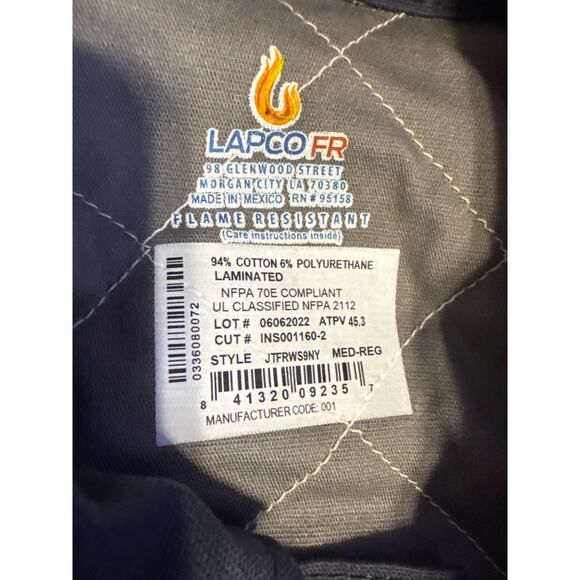 LAPCO FR
98 GLENWOOD STREET
MORGAN CITY LA 70380
MADE IN MEXICO RN # 95158
FLAME RESISTANT
(Care Instructions Inside)
94% COTTON 6% POLYURETHANE
LAMINATED
NFPA 70E COMPLIANT
UL CLASSIFIED NFPA 2112
LOT # 06062022 ATPV 45.3
CUT # INS001160-2
STYLE JTFRWS9NY MED-REG
8 41320 09235 7
MANUFACTURER CODE: 001
0336080072